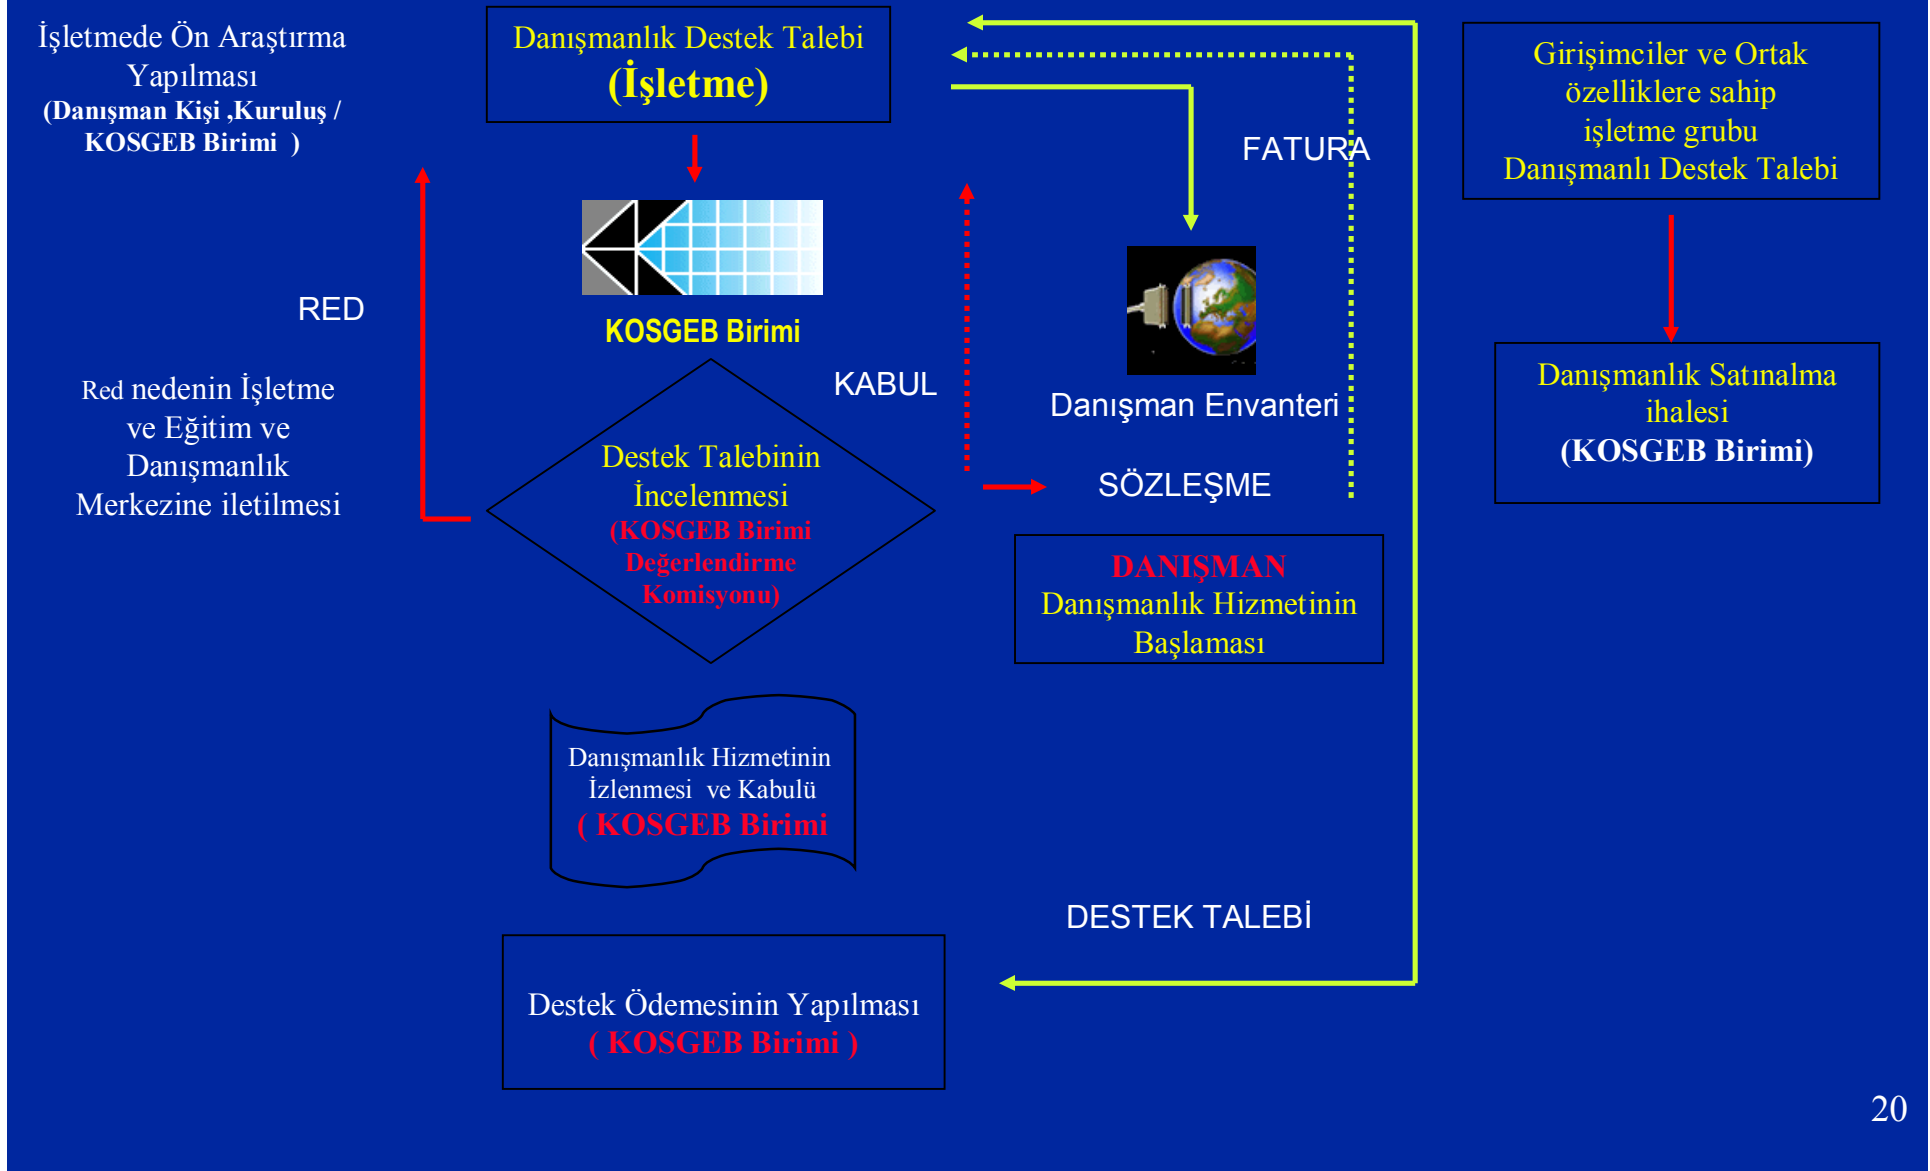 İşletmede Ön Araştırma
Yapılması
(Danışman Kişi ,Kuruluş /
KOSGEB Birimi )
Danışmanlık Destek Talebi
(İşletme)
Girişimciler ve Ortak
özelliklere sahip
işletme grubu
Danışmanlı Destek Talebi
FATURA
RED
KOSGEB Birimi
KABUL
Danışman Envanteri
Danışmanlık Satınalma
ihalesi
(KOSGEB Birimi)
Red nedenin İşletme
ve Eğitim ve
Danışmanlık
Merkezine iletilmesi
Destek Talebinin
İncelenmesi
(KOSGEB Birimi
Değerlendirme
Komisyonu)
SÖZLEŞME
DANIŞMAN
Danışmanlık Hizmetinin
Başlaması
Danışmanlık Hizmetinin
İzlenmesi ve Kabulü
( KOSGEB Birimi
DESTEK TALEBİ
Destek Ödemesinin Yapılması
( KOSGEB Birimi )
20